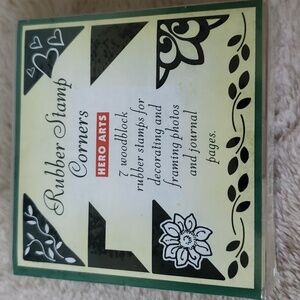 Rubber Stamp
Corners
HERO ARTS
7 woodblock
rubber stamps for
decorating and
framing photos
and journal
pages.